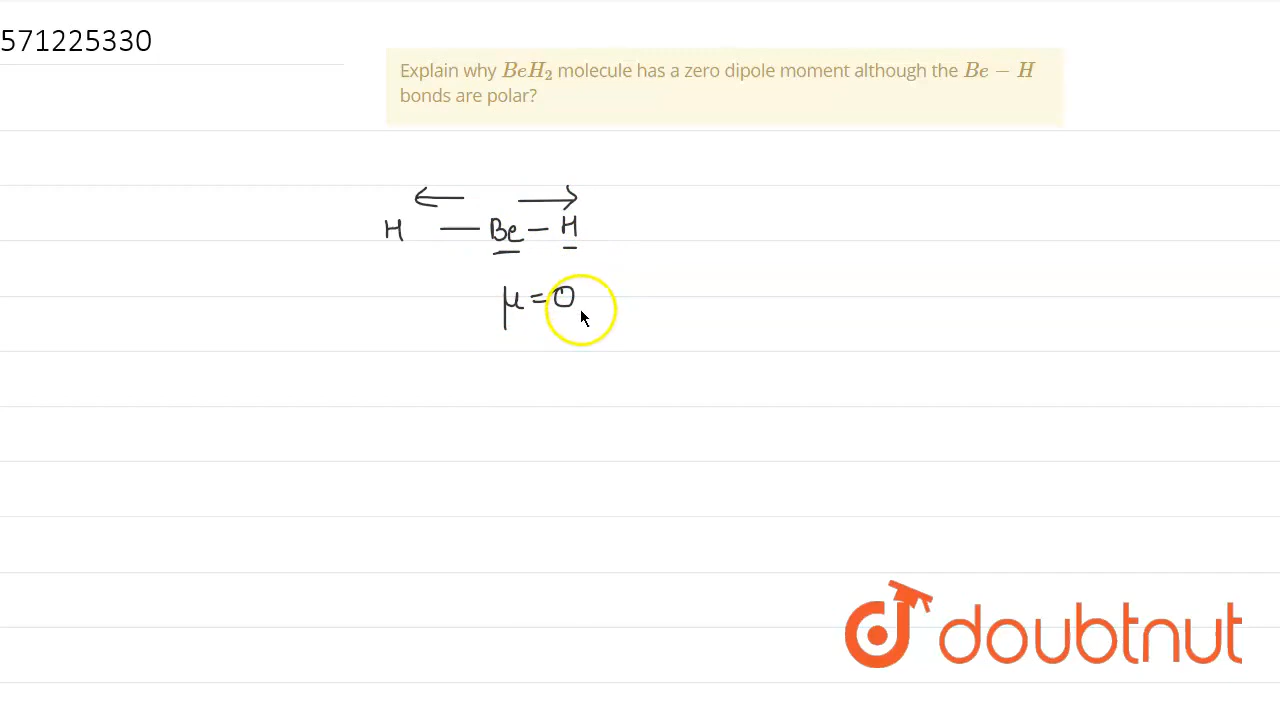 571225330
Explain why BeH₂ molecule has a zero dipole moment although the Be − H
bonds are polar?
H — Be – H
μ = 0
doubtnut